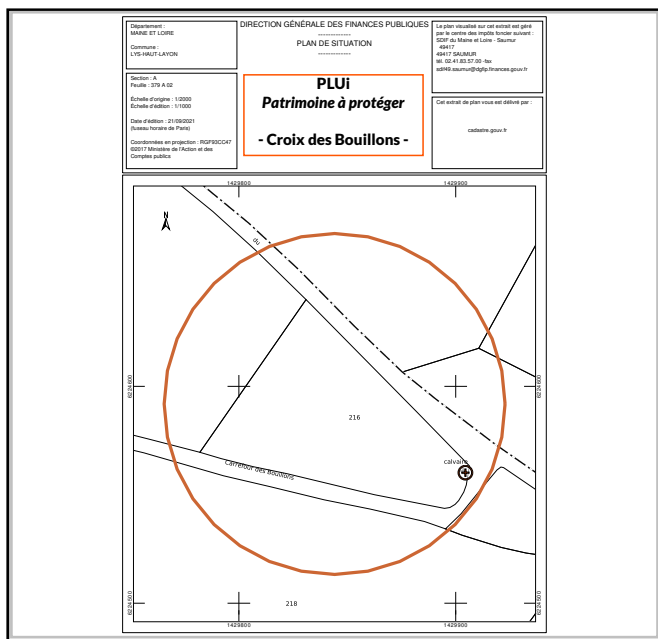 Département :
MAINE ET LOIRE
Commune :
LYS-HAUT-LAYON
Section : A
Feuille : 379 A 02
Échelle d'origine : 1/2000
Échelle d'édition : 1/1000
Date d'édition : 21/09/2021
(fuseau horaire de Paris)
Coordonnées en projection : RGF93CC47
©2017 Ministère de l'Action et des
Comptes publics
DIRECTION GÉNÉRALE DES FINANCES PUBLIQUES
-------------
PLAN DE SITUATION
-------------
PLUi
Patrimoine à protéger
- Croix des Bouillons -
Le plan visualisé sur cet extrait est géré
par le centre des impôts foncier suivant :
SDIF du Maine et Loire - Saumur
49417
49417 SAUMUR
tél. 02.41.83.57.00 -fax
sdif49.saumur@dgfip.finances.gouv.fr
Cet extrait de plan vous est délivré par :
cadastre.gouv.fr
1429800
1429900
N
du
6224600
6224600
216
calvaire
Carrefour des Bouillons
218
6224500
6224500
1429800
1429900